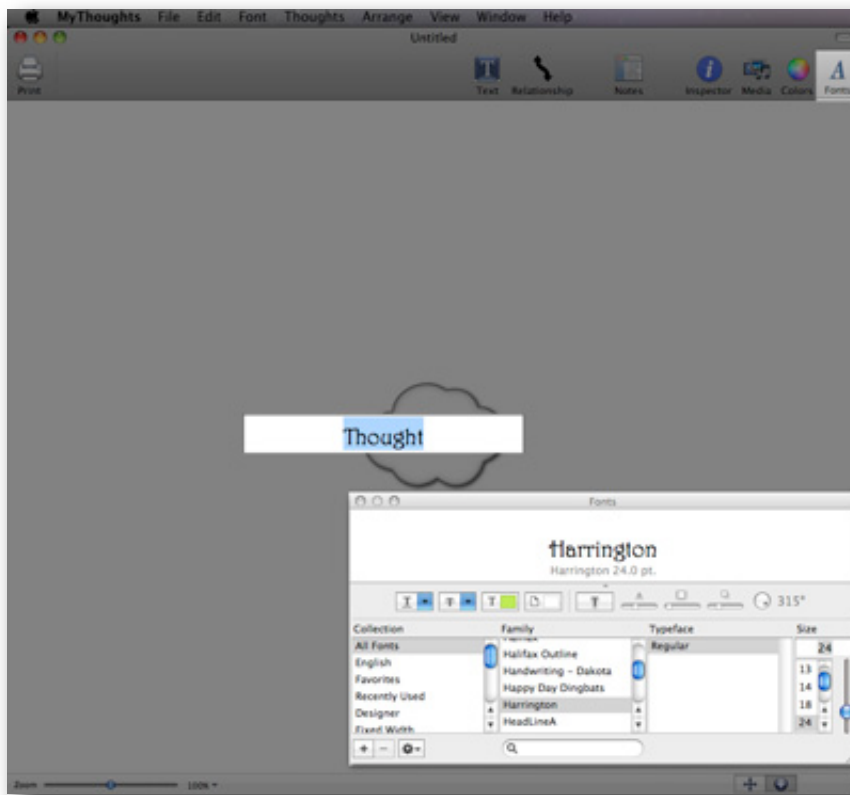 MyThoughts File Edit Font Thoughts Arrange View Window Help
Untitled
Print Text Relationship Notes Inspector Media Colors Fonts
Thought
Fonts
Harrington
Harrington 24.0 pt.
315°
Collection Family Typeface Size
All Fonts Regular 24
Halifax Outline
English Handwriting - Dakota 13
Favorites Happy Day Dingbats 14
Recently Used Harrington 18
Designer HeadLineA 24
Fixed Width
Zoom 100%